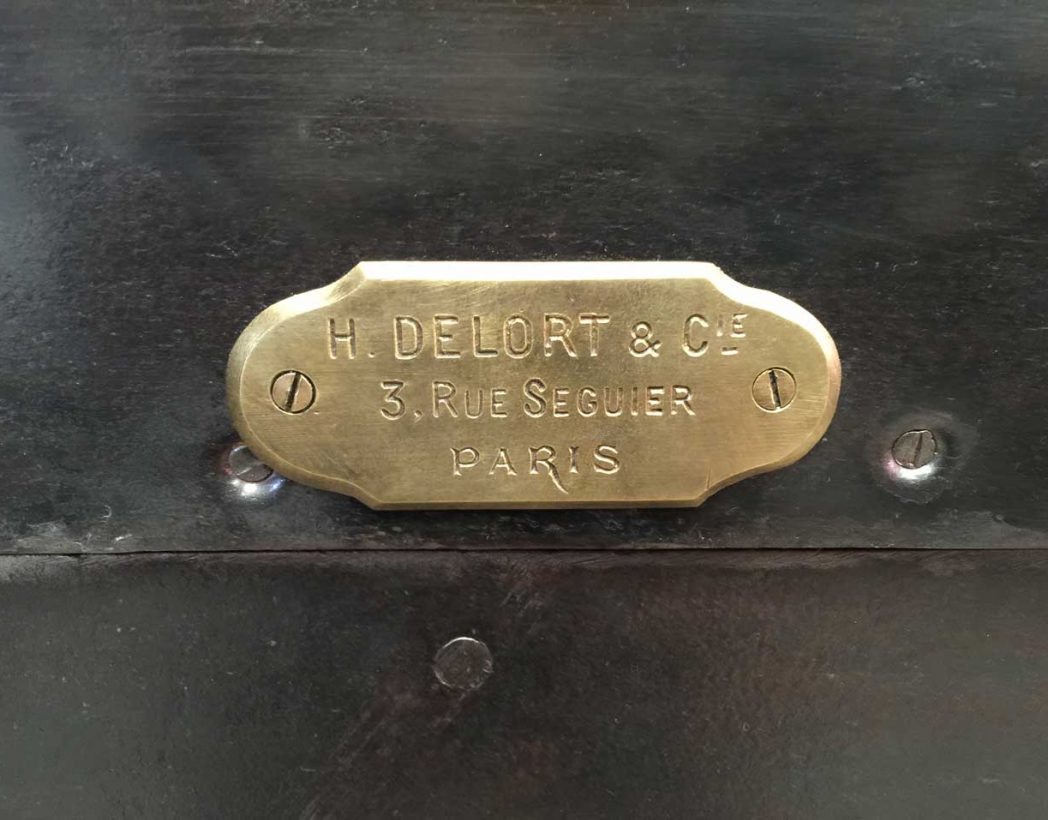 H. DELORT & CIE
3, RUE SEGUIER
PARIS